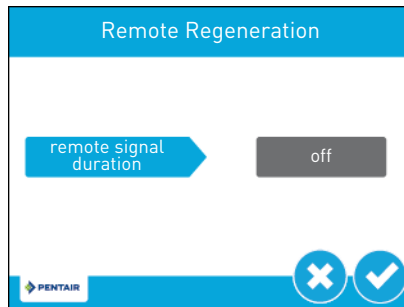 Remote Regeneration
remote signal
duration
off
PENTAIR